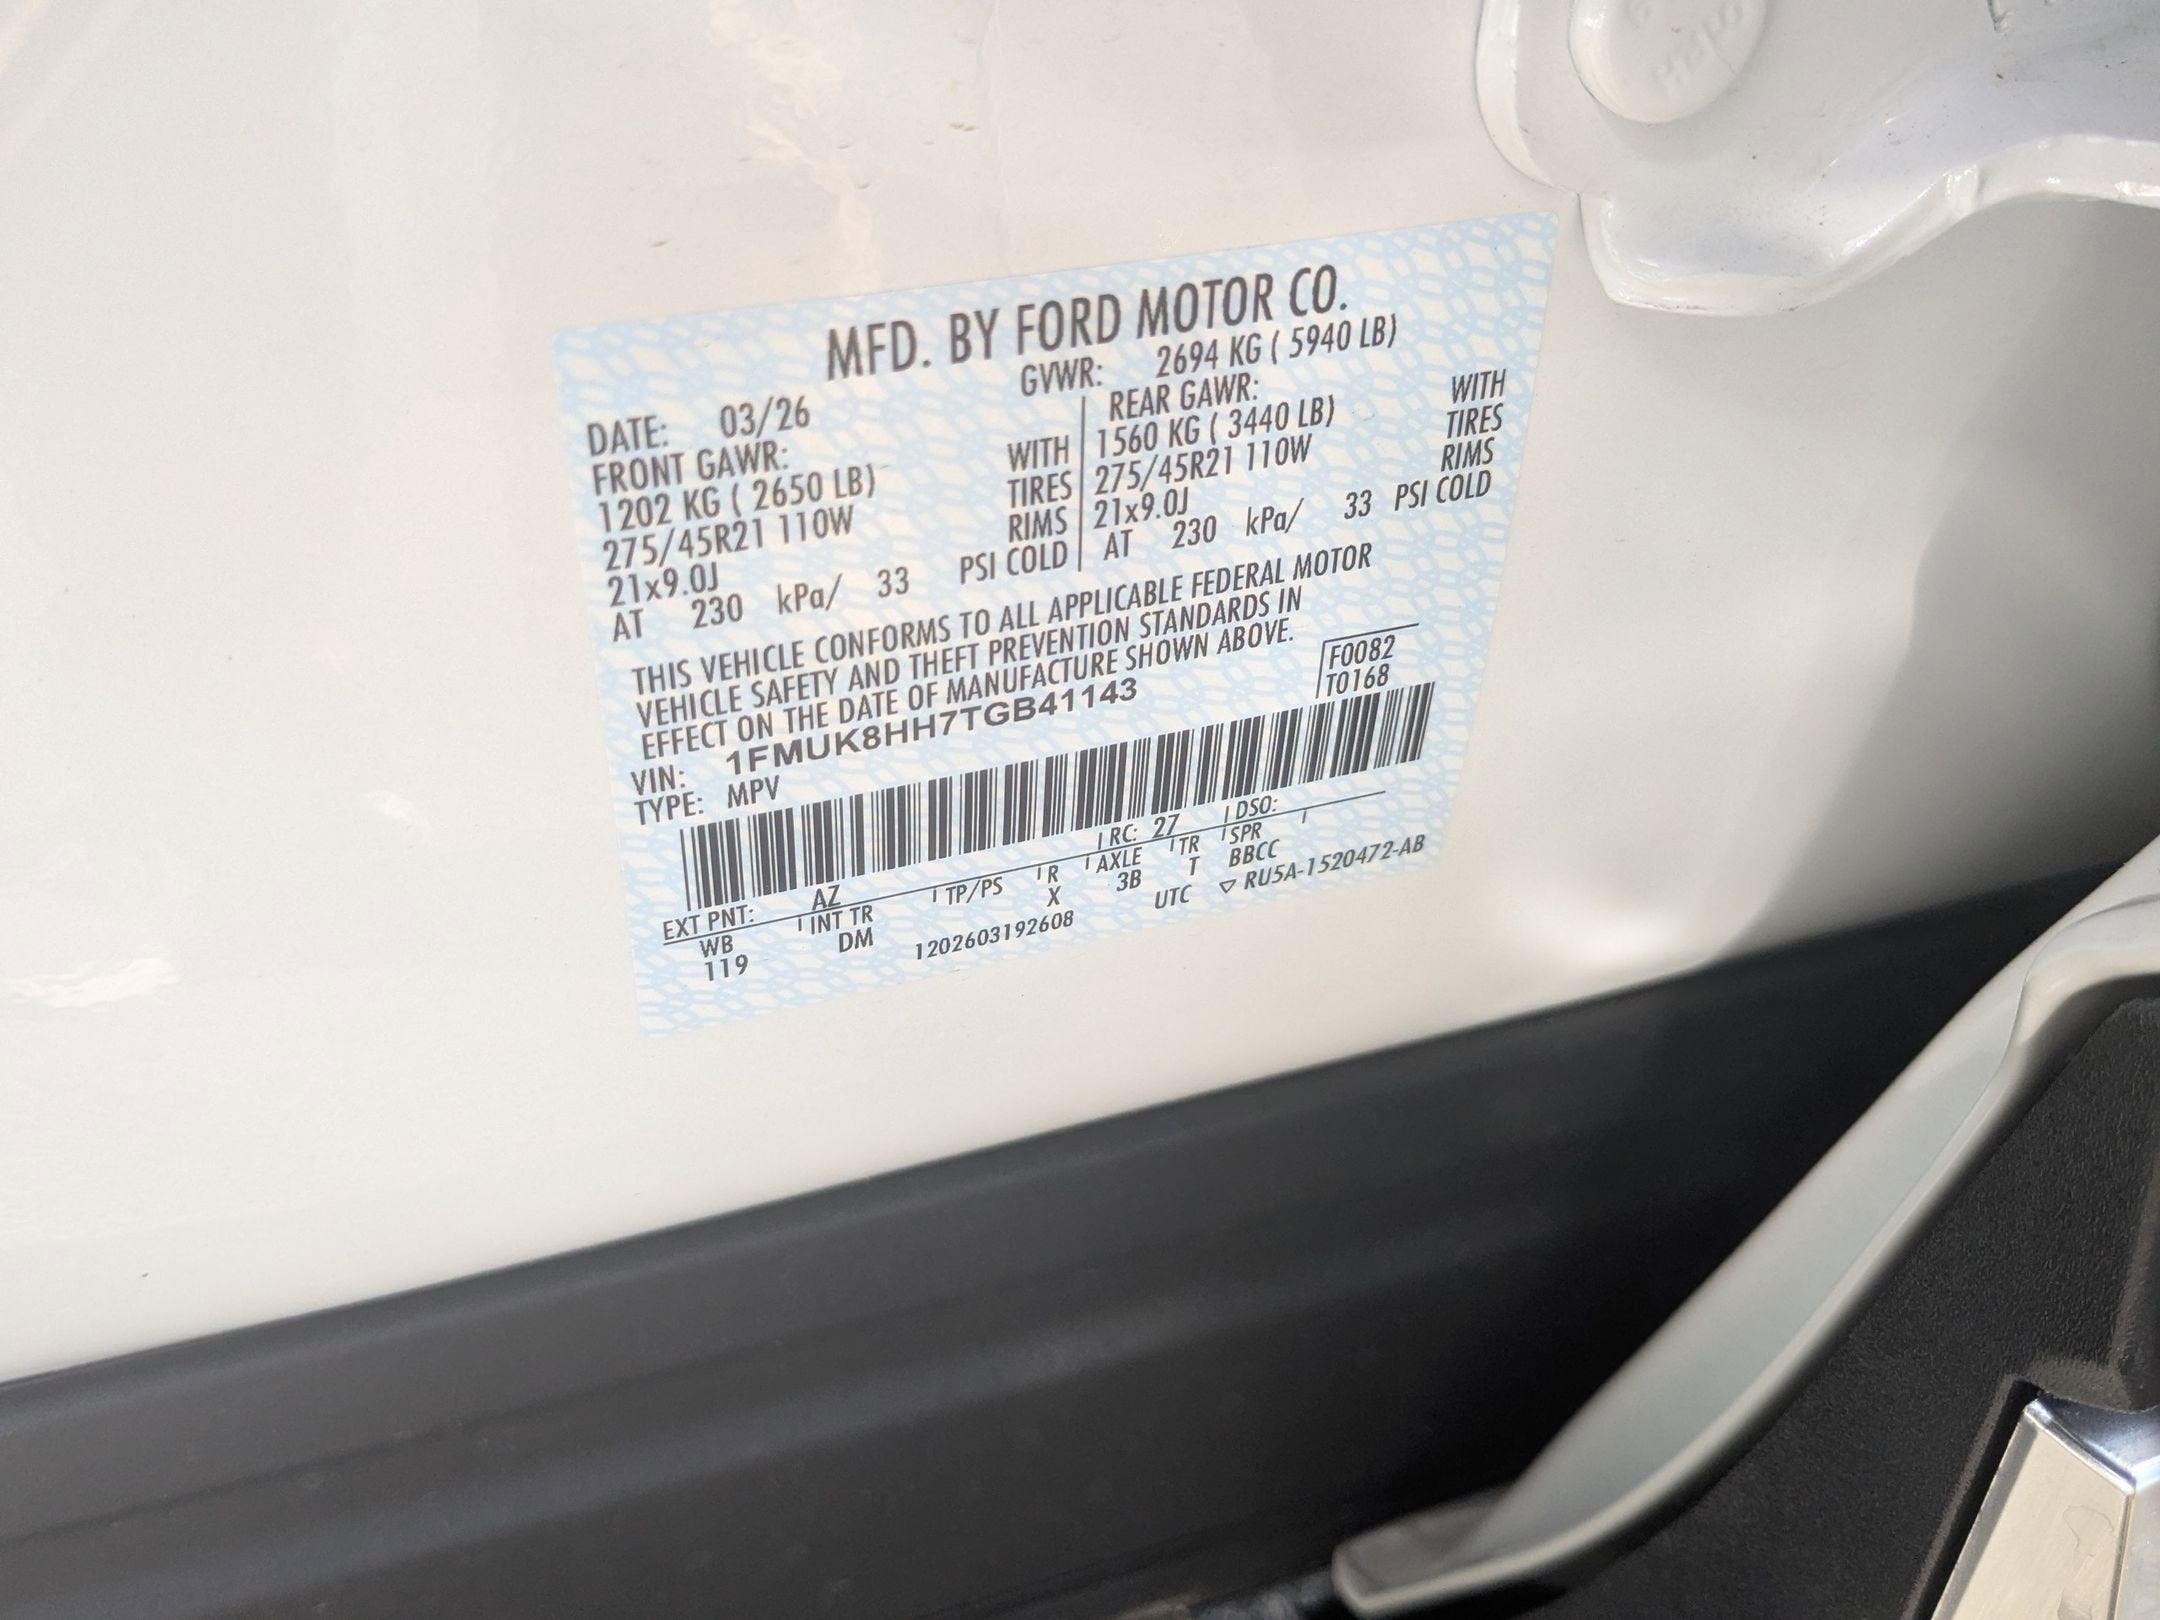 MFD. BY FORD MOTOR CO.
DATE: 03/26 GVWR: 2694 KG ( 5940 LB)
FRONT GAWR: REAR GAWR:
1202 KG ( 2650 LB) WITH 1560 KG ( 3440 LB) WITH
275/45R21 110W TIRES 275/45R21 110W TIRES
21x9.0J RIMS 21x9.0J RIMS
AT 230 kPa/ 33 PSI COLD AT 230 kPa/ 33 PSI COLD
THIS VEHICLE CONFORMS TO ALL APPLICABLE FEDERAL MOTOR
VEHICLE SAFETY AND THEFT PREVENTION STANDARDS IN
EFFECT ON THE DATE OF MANUFACTURE SHOWN ABOVE.
F0082
T0168
VIN: 1FMUK8HH7TGB41143
TYPE: MPV
EXT PNT: AZ RC: 27 DSO:
WB INT TR TP/PS R AXLE TR SPR
119 DM X 3B T BBCC
1202603192608 UTC ▽ RU5A-1520472-AB